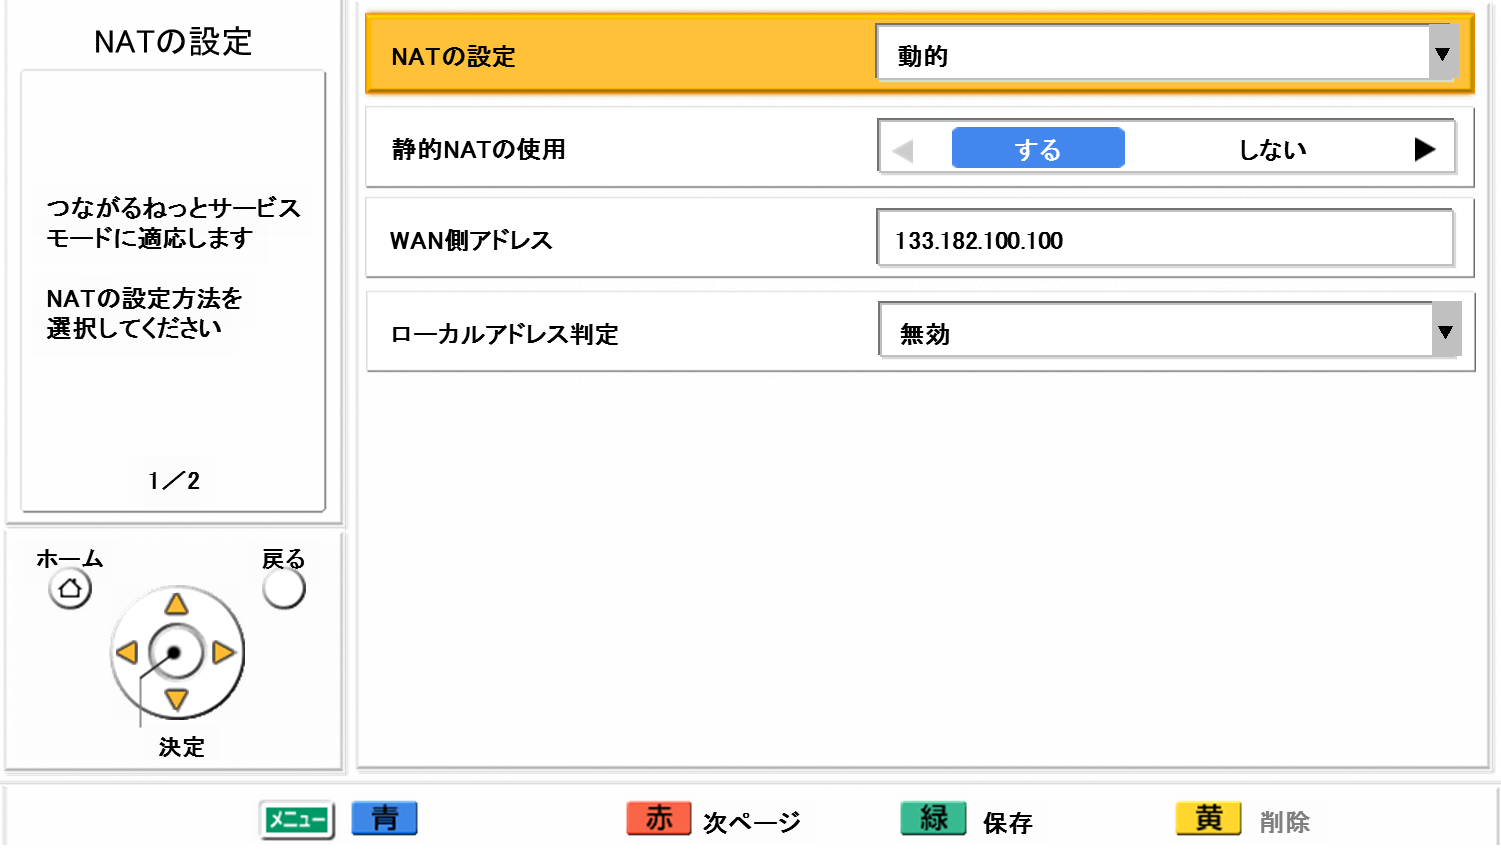 NATの設定
つながるねっとサービス
モードに適応します
NATの設定方法を
選択してください
1／2
ホーム
戻る
決定
NATの設定
動的
▼
静的NATの使用
する
しない
WAN側アドレス
133.182.100.100
ローカルアドレス判定
無効
▼
メニュー
青
赤 次ページ
緑 保存
黄 削除